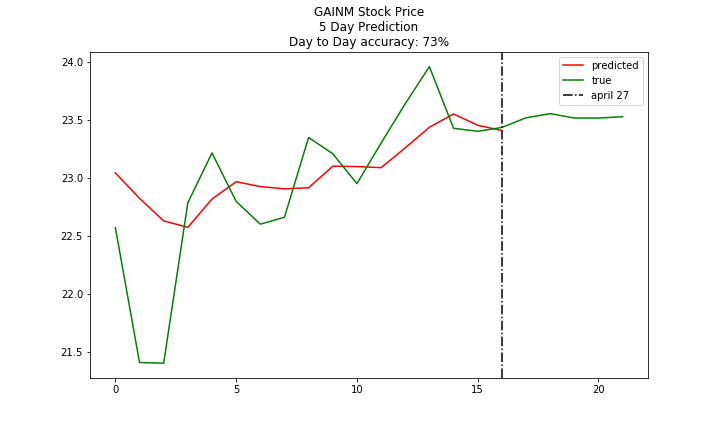 GAINM Stock Price
5 Day Prediction
Day to Day accuracy: 73%
24.0
23.5
23.0
22.5
22.0
21.5
0
5
10
15
20
predicted
true
april 27